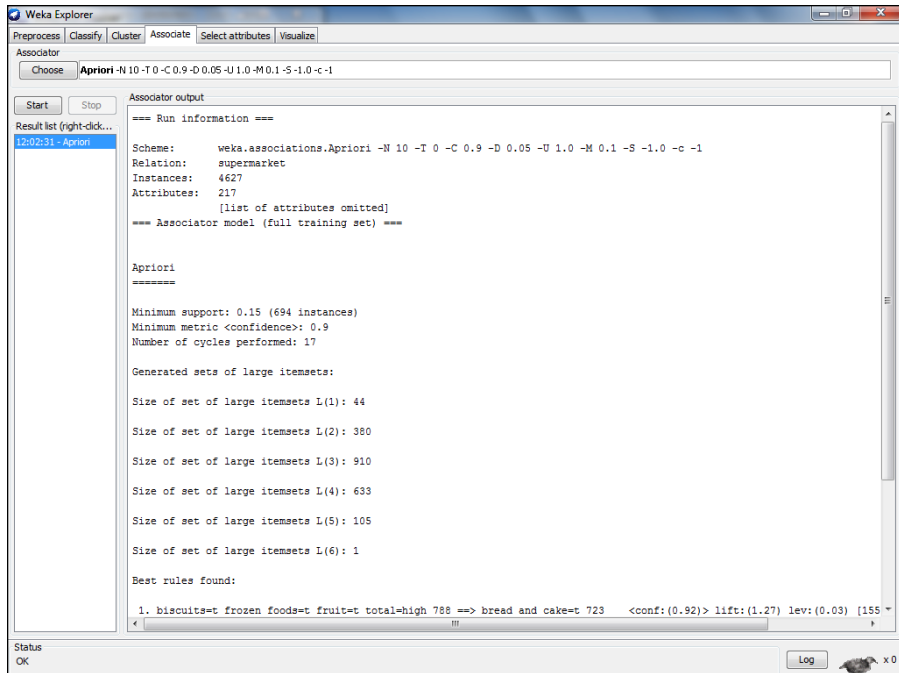 Weka Explorer
Preprocess Classify Cluster Associate Select attributes Visualize
Associator
Choose Apriori -N 10 -T 0 -C 0.9 -D 0.05 -U 1.0 -M 0.1 -S -1.0 -c -1
Start Stop
Result list (right-click...
12:02:31 - Apriori
Associator output
=== Run information ===
Scheme: weka.associations.Apriori -N 10 -T 0 -C 0.9 -D 0.05 -U 1.0 -M 0.1 -S -1.0 -c -1
Relation: supermarket
Instances: 4627
Attributes: 217
[list of attributes omitted]
=== Associator model (full training set) ===
Apriori
=======
Minimum support: 0.15 (694 instances)
Minimum metric <confidence>: 0.9
Number of cycles performed: 17
Generated sets of large itemsets:
Size of set of large itemsets L(1): 44
Size of set of large itemsets L(2): 380
Size of set of large itemsets L(3): 910
Size of set of large itemsets L(4): 633
Size of set of large itemsets L(5): 105
Size of set of large itemsets L(6): 1
Best rules found:
1. biscuits=t frozen foods=t fruit=t total=high 788 ==> bread and cake=t 723 <conf:(0.92)> lift:(1.27) lev:(0.03) [155
Status
OK
Log x 0